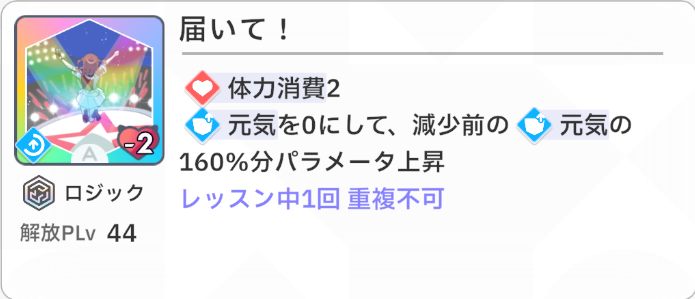 届いて！
体力消費2
元気を0にして、減少前の 元気の
160%分パラメータ上昇
レッスン中1回 重複不可
A
-2
ロジック
解放PLv 44